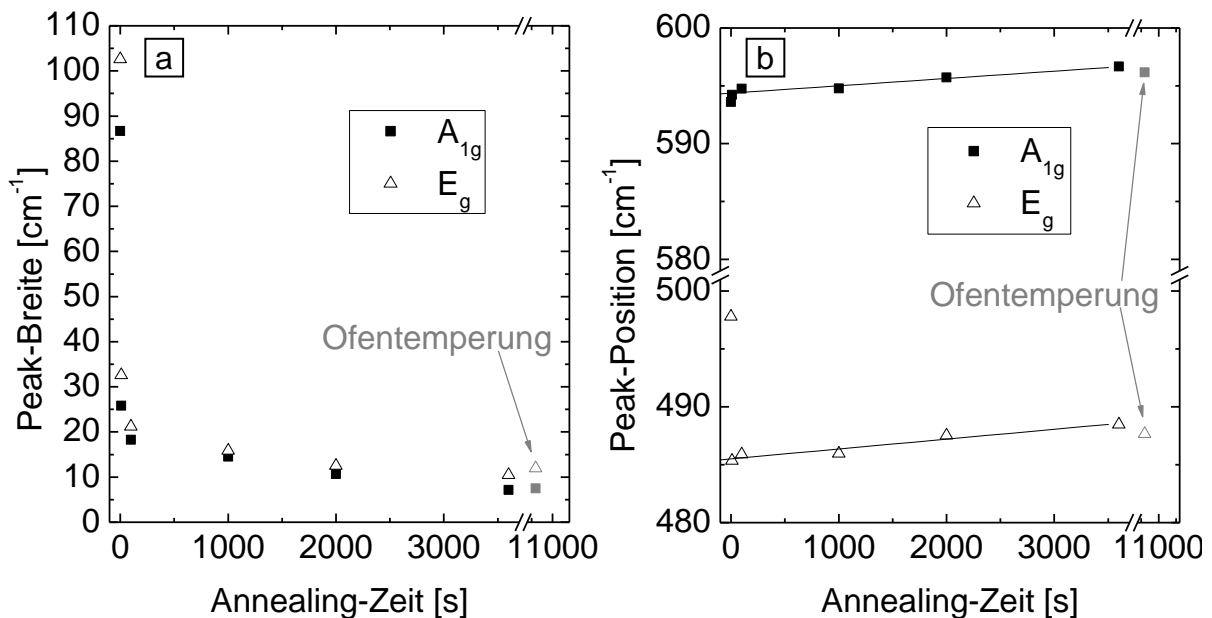 a
110
100
90
80
70
60
50
40
30
20
10
0
Peak-Breite [cm⁻¹]
A₁g
E_g
Ofentemperung
0 1000 2000 3000 11000
Annealing-Zeit [s]
b
600
590
580
500
490
480
Peak-Position [cm⁻¹]
A₁g
E_g
Ofentemperung
0 1000 2000 3000 11000
Annealing-Zeit [s]